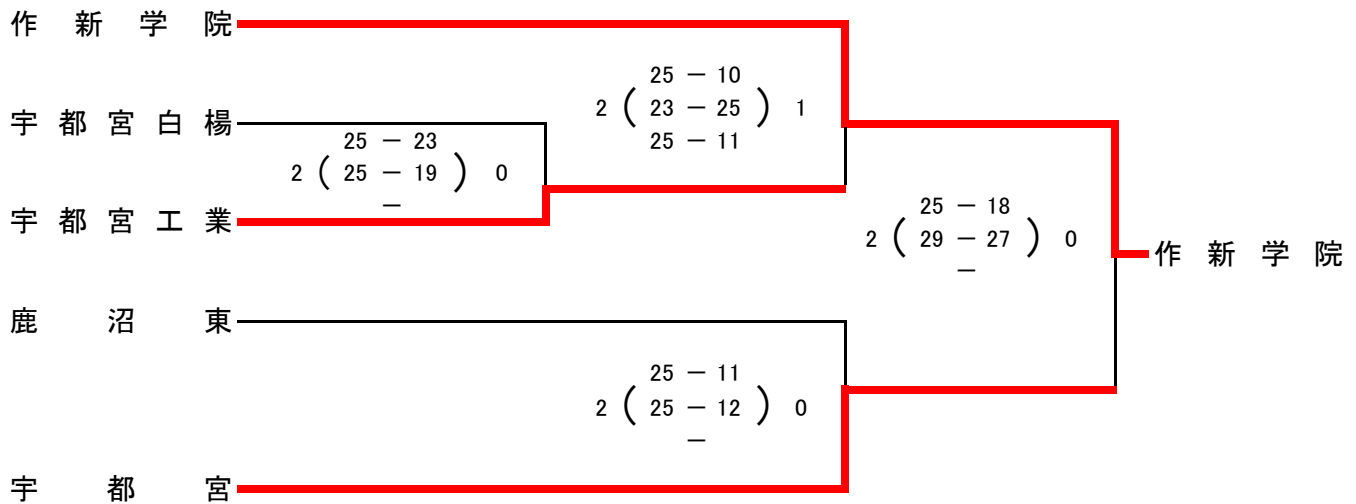 作新学院
25 － 10
2 ( 23 － 25 ) 1
25 － 11
宇都宮白楊
25 － 23
2 ( 25 － 19 ) 0
－
宇都宮工業
25 － 18
2 ( 29 － 27 ) 0
－
作新学院
鹿沼東
25 － 11
2 ( 25 － 12 ) 0
－
宇都宮